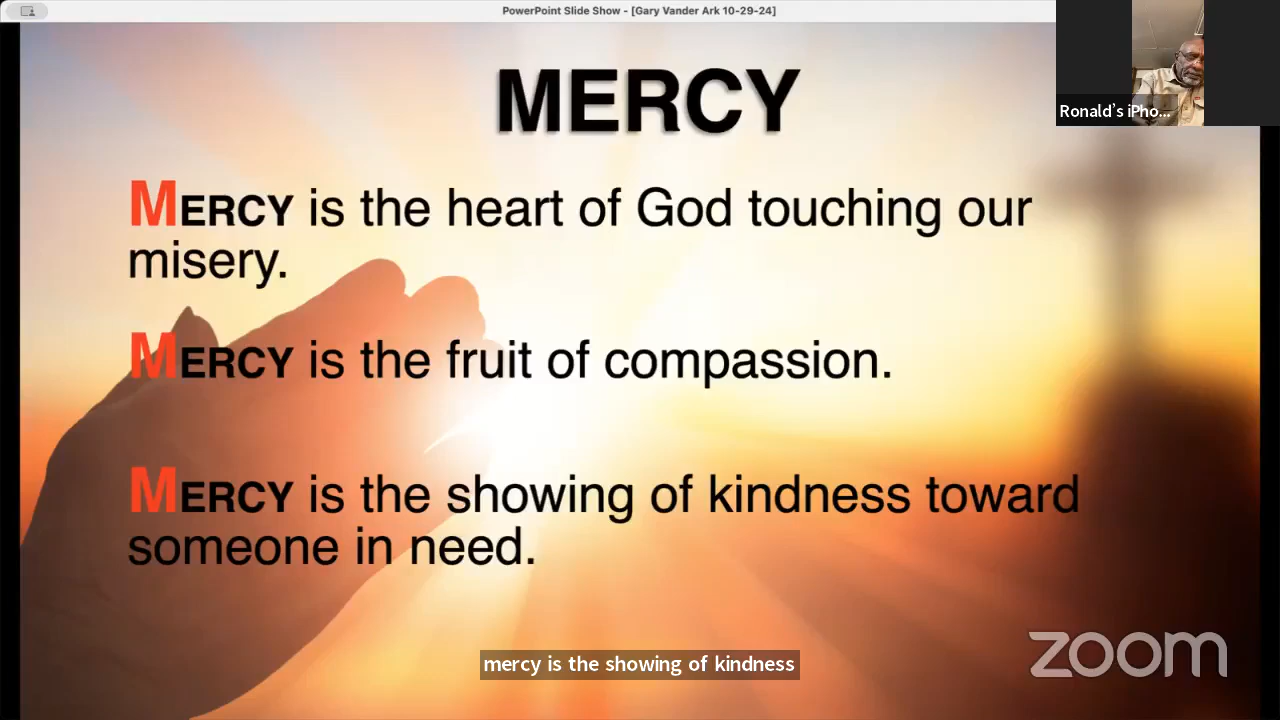 PowerPoint Slide Show - [Gary Vander Ark 10-29-24]
MERCY
Ronald’s iPho...
MERCY is the heart of God touching our
misery.
MERCY is the fruit of compassion.
MERCY is the showing of kindness toward
someone in need.
mercy is the showing of kindness
zoom